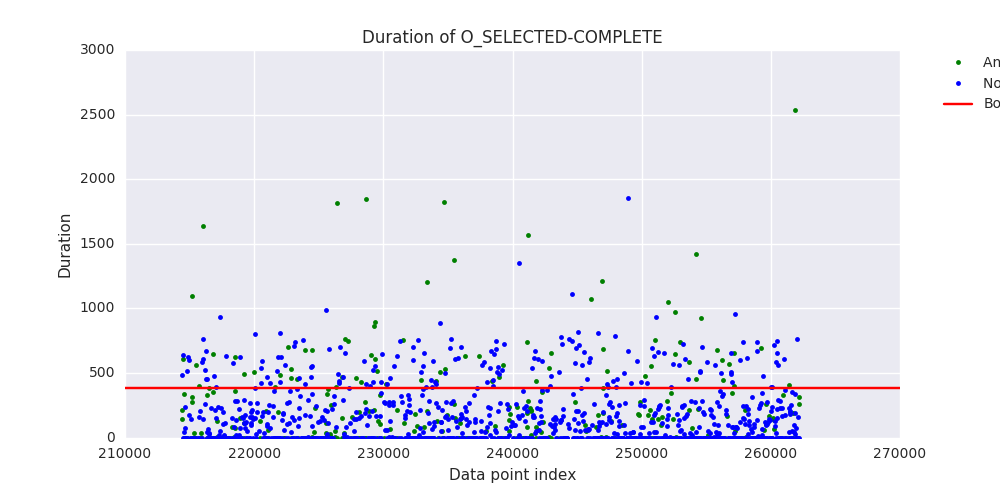 Duration of O_SELECTED-COMPLETE
3000
2500
2000
1500
1000
500
0
Duration
210000 220000 230000 240000 250000 260000 270000
Data point index
An
No
Bo